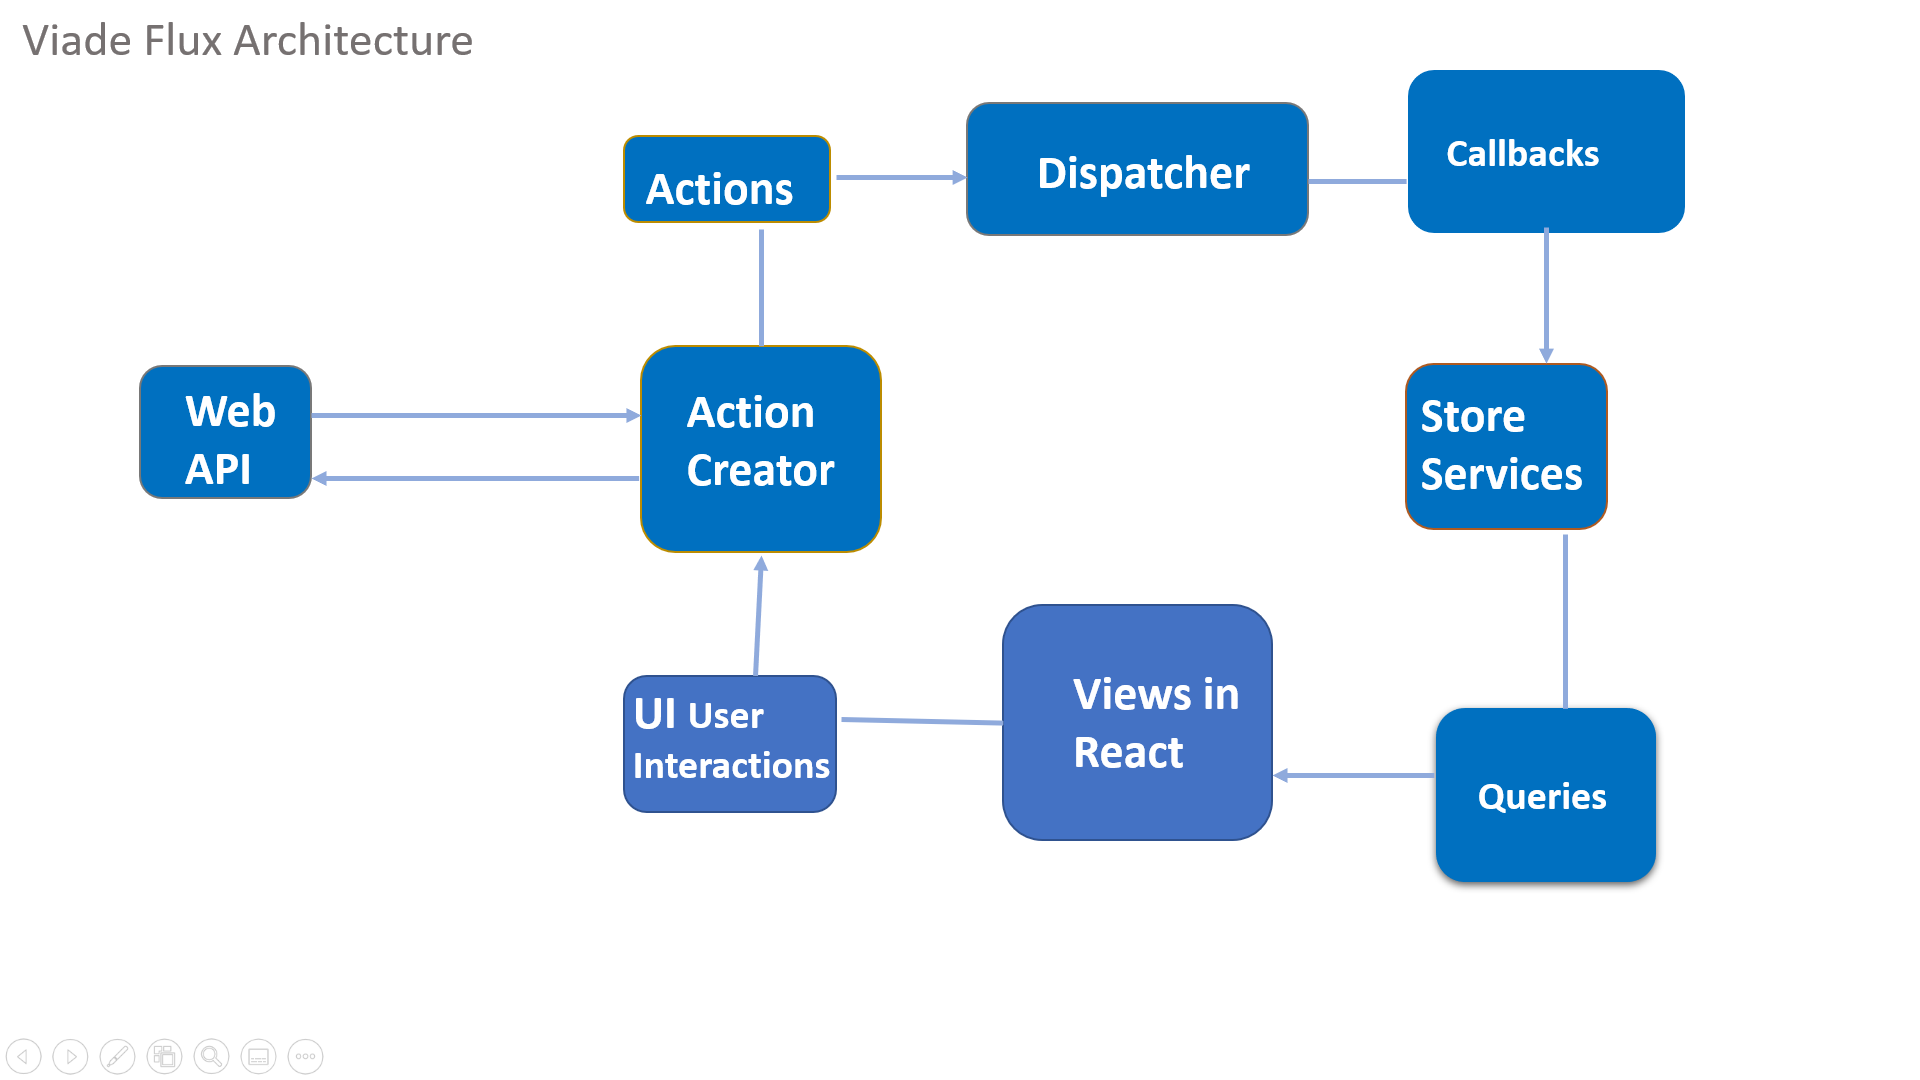 Viade Flux Architecture
Actions
Dispatcher
Callbacks
Web
API
Action
Creator
Store
Services
UI User
Interactions
Views in
React
Queries